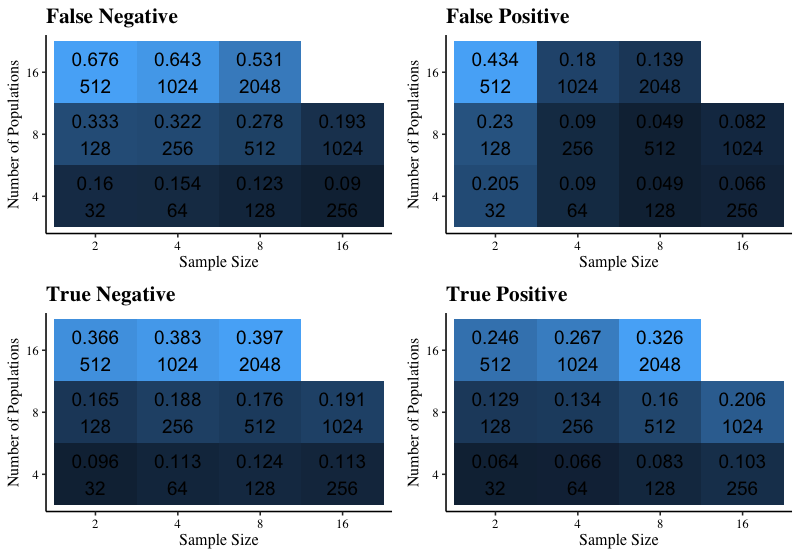 False Negative
Number of Populations
16
0.676 0.643 0.531
512 1024 2048
8
0.333 0.322 0.278 0.193
128 256 512 1024
4
0.16 0.154 0.123 0.09
32 64 128 256
2 4 8 16
Sample Size
False Positive
Number of Populations
16
0.434 0.18 0.139
512 1024 2048
8
0.23 0.09 0.049 0.082
128 256 512 1024
4
0.205 0.09 0.049 0.066
32 64 128 256
2 4 8 16
Sample Size
True Negative
Number of Populations
16
0.366 0.383 0.397
512 1024 2048
8
0.165 0.188 0.176 0.191
128 256 512 1024
4
0.096 0.113 0.124 0.113
32 64 128 256
2 4 8 16
Sample Size
True Positive
Number of Populations
16
0.246 0.267 0.326
512 1024 2048
8
0.129 0.134 0.16 0.206
128 256 512 1024
4
0.064 0.066 0.083 0.103
32 64 128 256
2 4 8 16
Sample Size